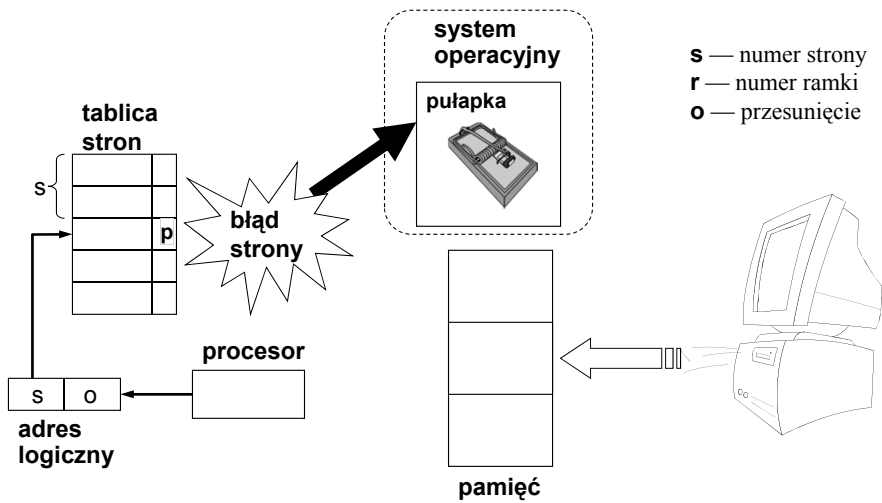 system
operacyjny
pułapka
s — numer strony
r — numer ramki
o — przesunięcie
tablica
stron
s
p
błąd
strony
procesor
s o
adres
logiczny
pamięć